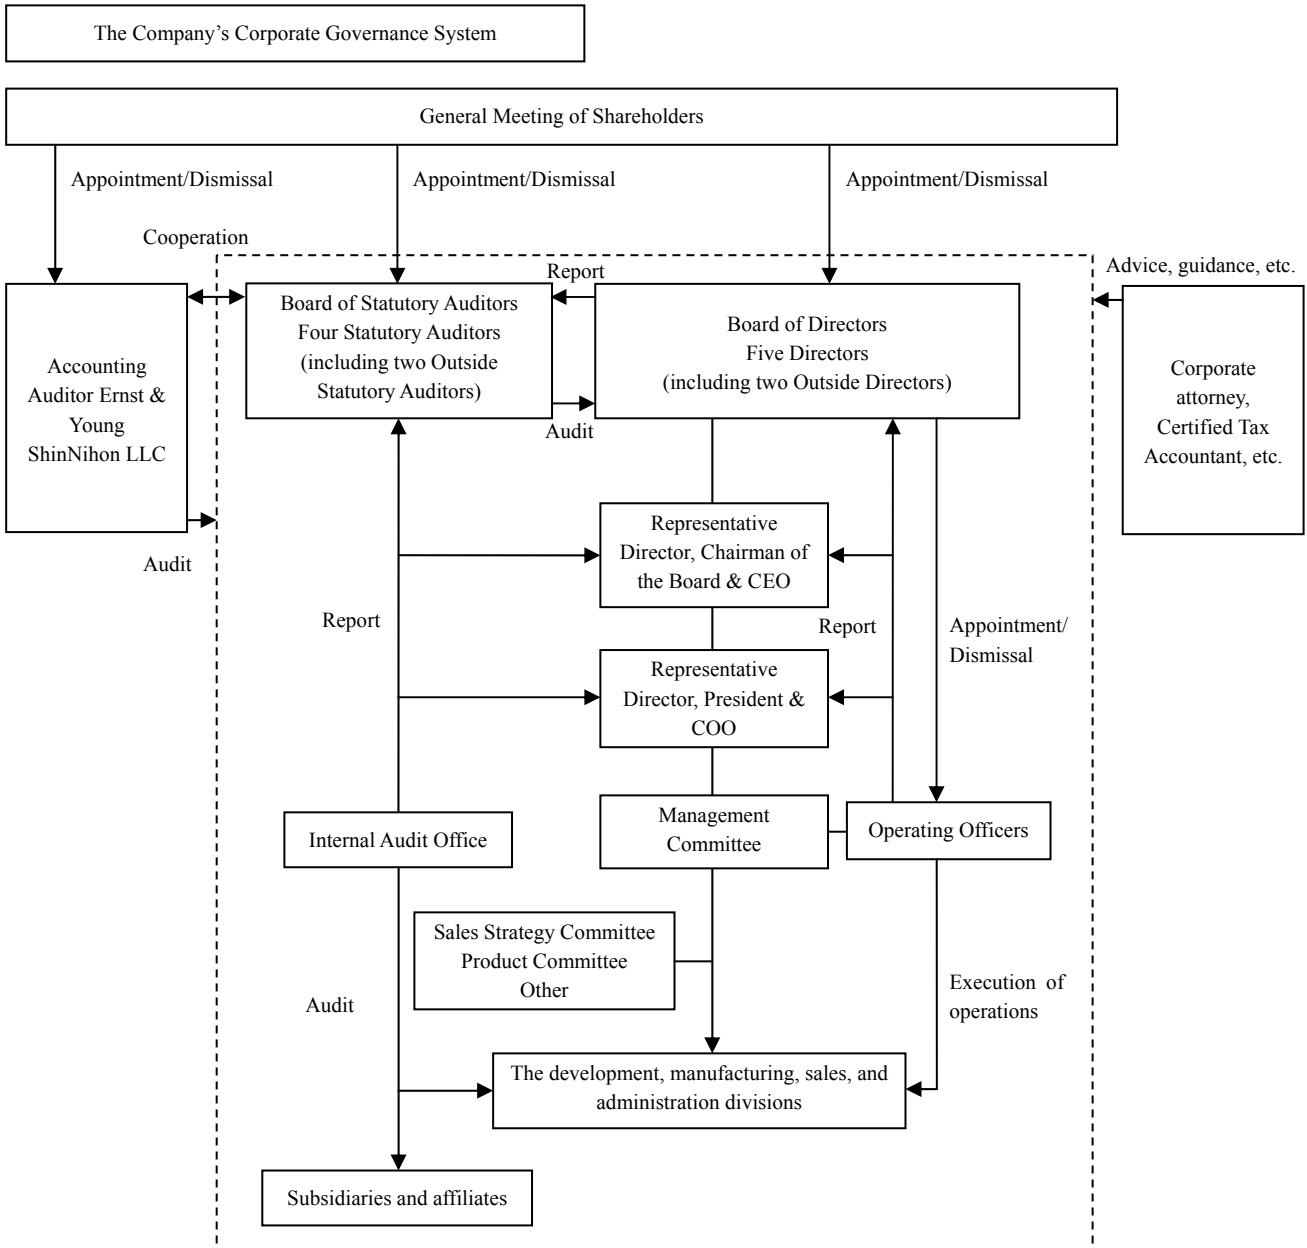 The Company’s Corporate Governance System
General Meeting of Shareholders
Appointment/Dismissal
Appointment/Dismissal
Appointment/Dismissal
Cooperation
Report
Advice, guidance, etc.
Accounting
Auditor Ernst &
Young
ShinNihon LLC
Board of Statutory Auditors
Four Statutory Auditors
(including two Outside
Statutory Auditors)
Board of Directors
Five Directors
(including two Outside Directors)
Corporate
attorney,
Certified Tax
Accountant, etc.
Audit
Audit
Representative
Director, Chairman of
the Board & CEO
Report
Report
Appointment/
Dismissal
Representative
Director, President &
COO
Internal Audit Office
Management
Committee
Operating Officers
Sales Strategy Committee
Product Committee
Other
Audit
Execution of
operations
The development, manufacturing, sales, and
administration divisions
Subsidiaries and affiliates